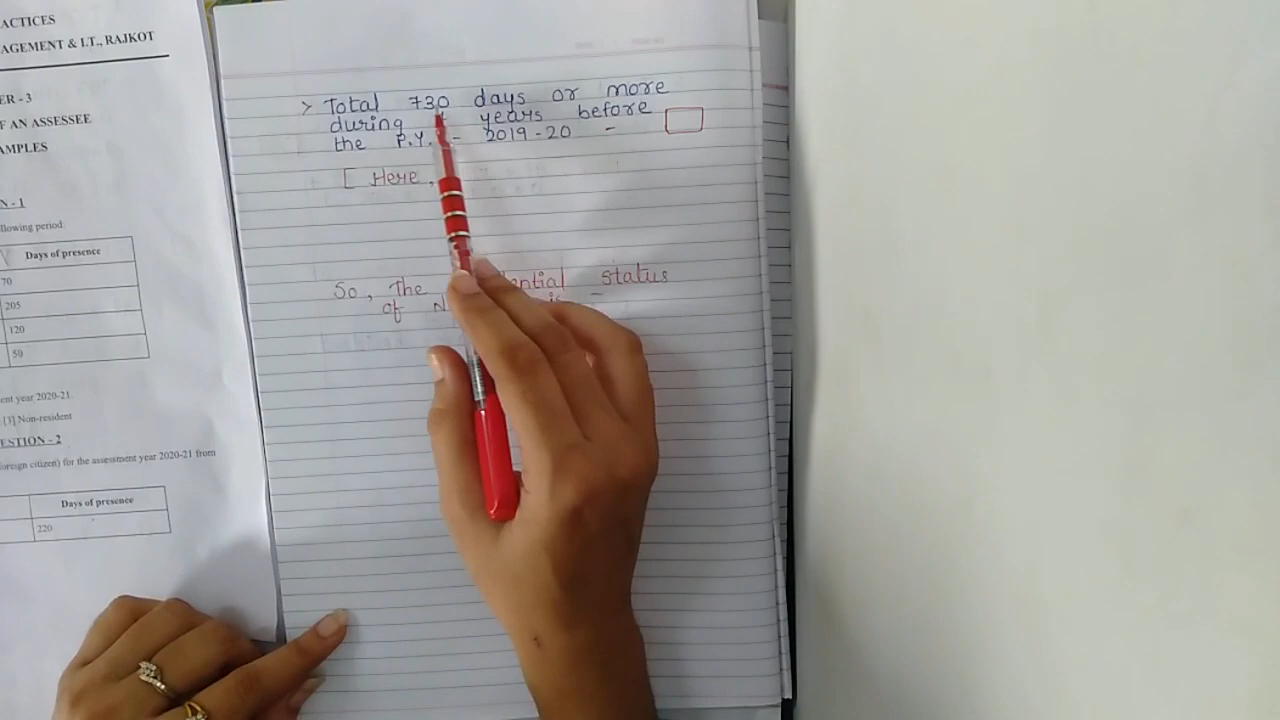 ACTICES
AGEMENT & I.T., RAJKOT
ER - 3
F AN ASSESSEE
AMPLES
N - 1
llowing period
Days of presence
70
205
120
50
ent year 2020-21.
[3] Non-resident
ESTION - 2
foreign citizen) for the assessment year 2020-21 from
Days of presence
220
> Total 730 days or more
during years before
the P.Y. - 2019-20 -
[ Here,
So, The ential status
of N is -